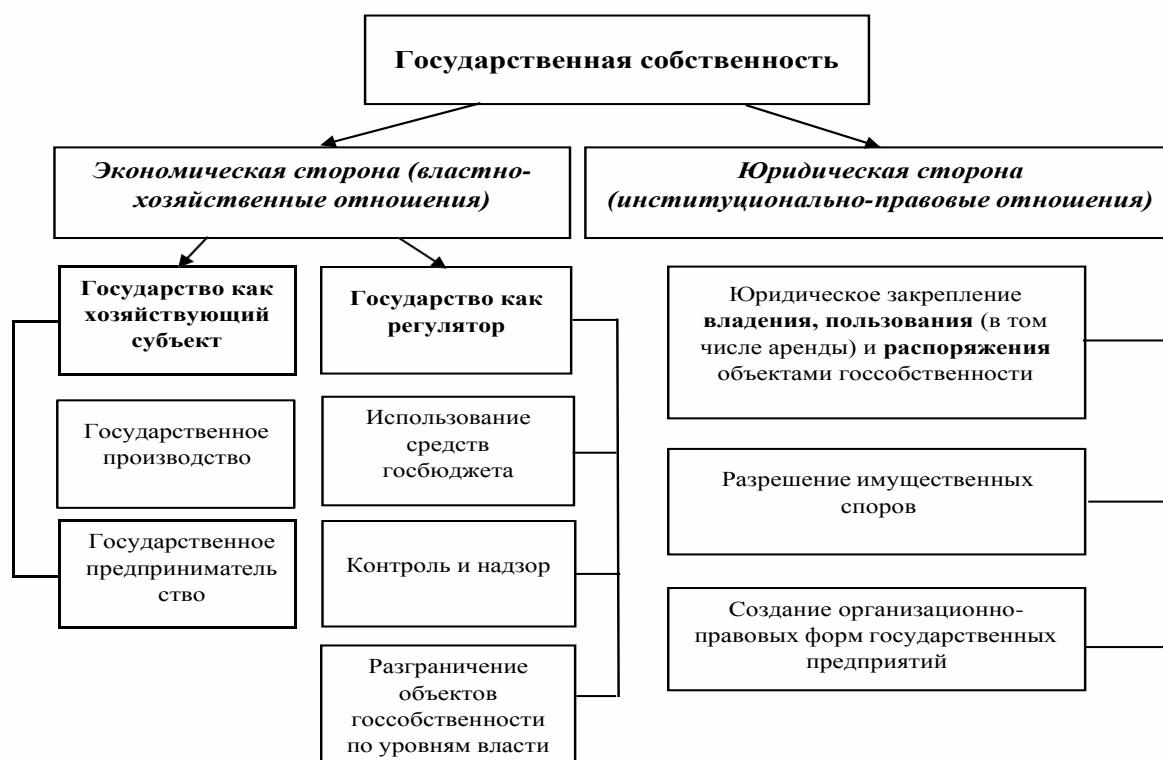 Государственная собственность
Экономическая сторона (властно-
хозяйственные отношения)
Юридическая сторона
(институционально-правовые отношения)
Государство как
хозяйствующий
субъект
Государственное
производство
Государственное
предприниматель
ство
Государство как
регулятор
Использование
средств
госбюджета
Контроль и надзор
Разграничение
объектов
госсобственности
по уровням власти
Юридическое закрепление
владения, пользования (в том
числе аренды) и распоряжения
объектами госсобственности
Разрешение имущественных
споров
Создание организационно-
правовых форм государственных
предприятий